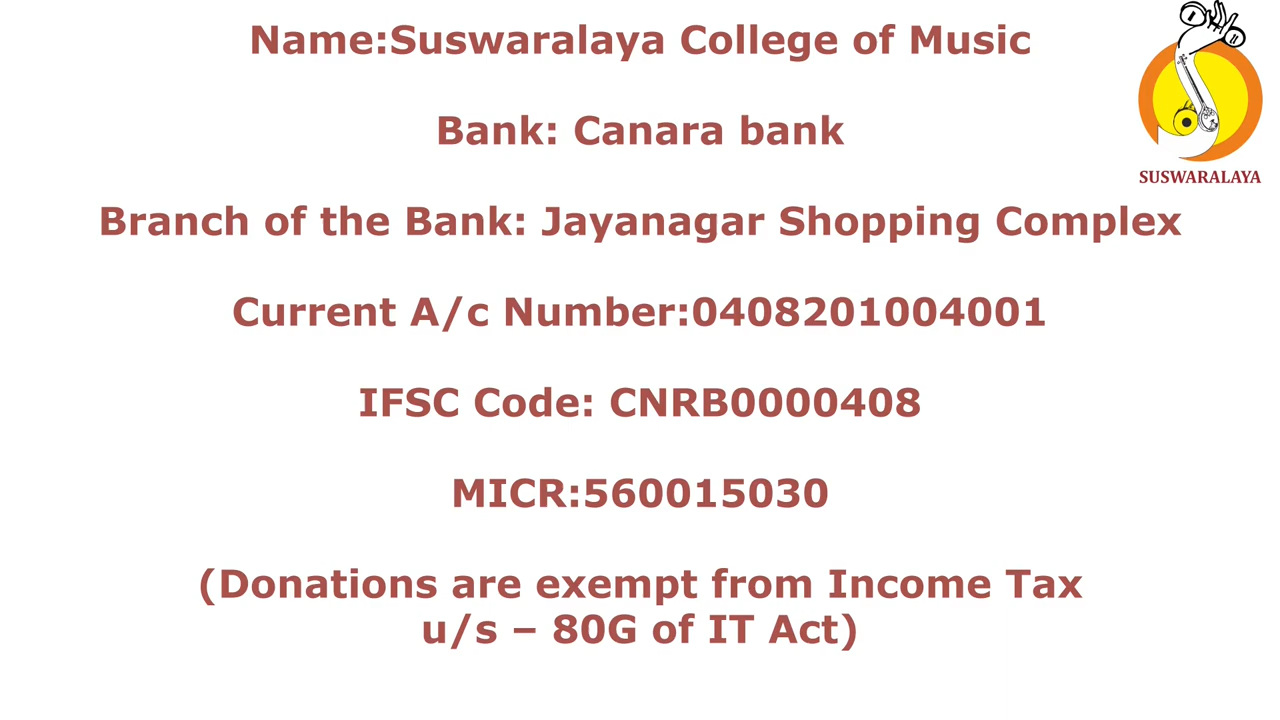 Name:Suswaralaya College of Music
Bank: Canara bank
SUSWARALAYA
Branch of the Bank: Jayanagar Shopping Complex
Current A/c Number:0408201004001
IFSC Code: CNRB0000408
MICR:560015030
(Donations are exempt from Income Tax
u/s – 80G of IT Act)